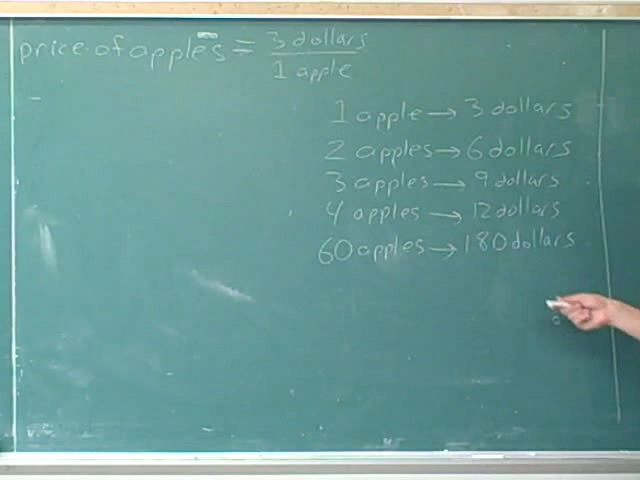 price of apples = 3 dollars / 1 apple
1 apple → 3 dollars
2 apples → 6 dollars
3 apples → 9 dollars
4 apples → 12 dollars
60 apples → 180 dollars